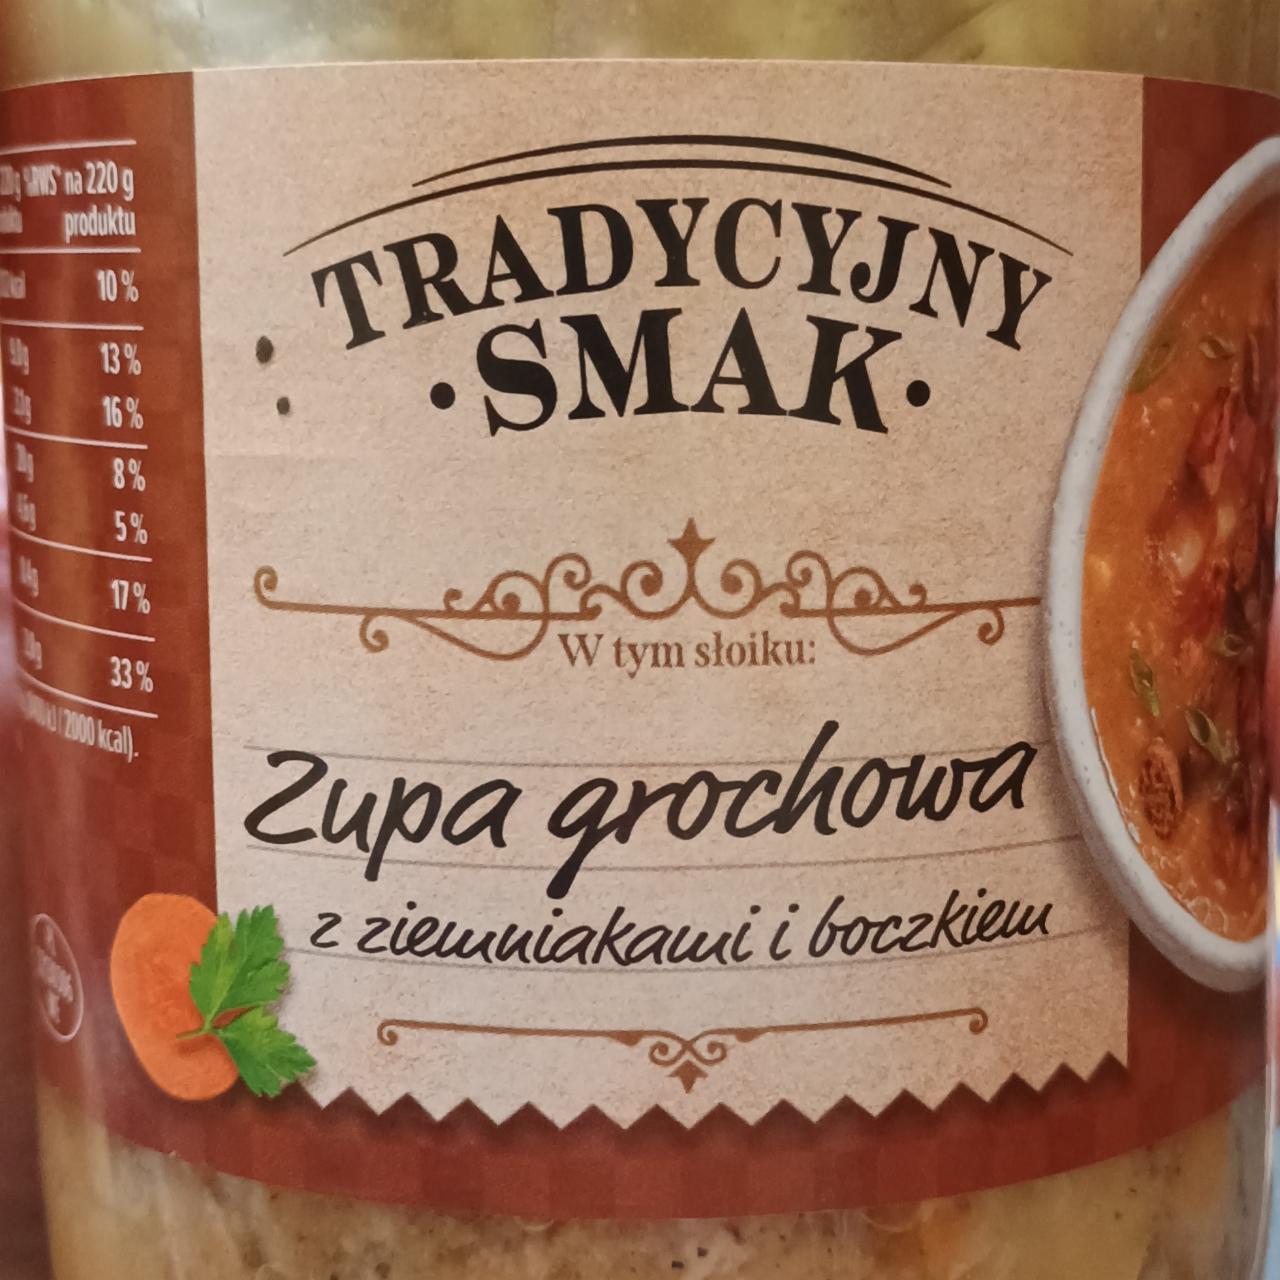 na 220 g
produktu
10 %
13 %
16 %
8 %
5 %
17 %
33 %
2000 kcal).
TRADYCYJNY
• SMAK •
W tym słoiku:
Zupa grochowa
z ziemniakami i boczkiem